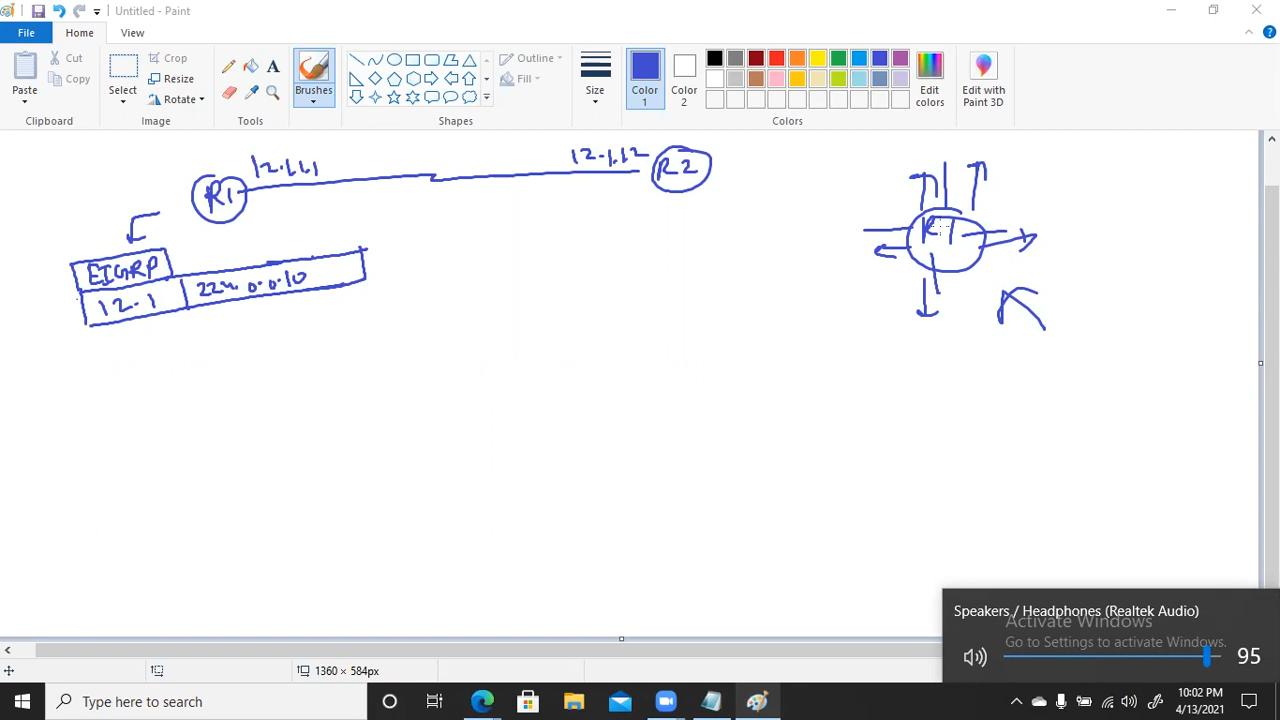 Untitled - Paint
File
Home
View
Paste
Cut
Copy
Clipboard
Select
Crop
Resize
Rotate
Image
Tools
Brushes
Shapes
Outline
Fill
Size
Color 1
Color 2
Colors
Edit colors
Edit with Paint 3D
12.1.1.1
12.1.12
R1
R2
R1
EIGRP
12.1
224.0.0.10
Speakers / Headphones (Realtek Audio)
Activate Windows
Go to Settings to activate Windows.
95
1360 × 584px
Type here to search
10:02 PM
4/13/2021